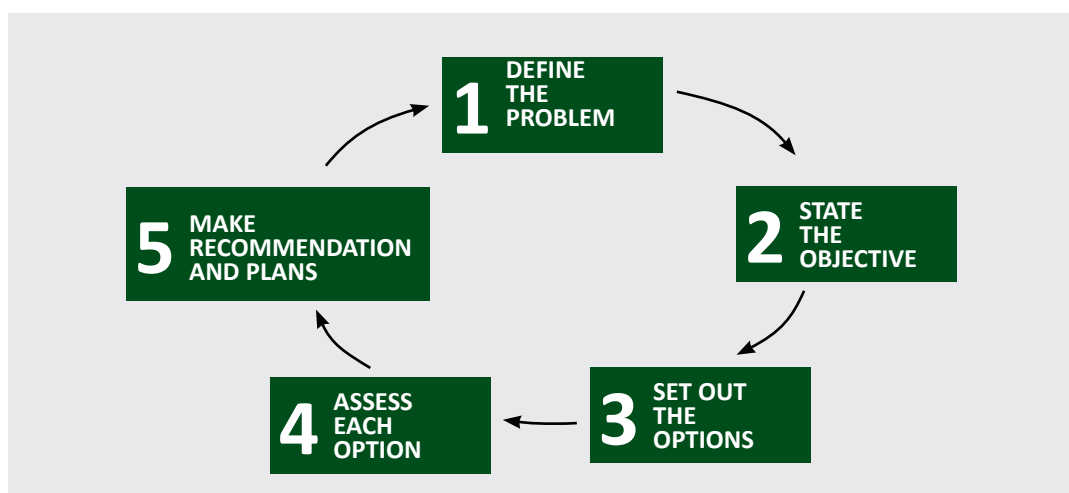 1
DEFINE
THE
PROBLEM
2
STATE
THE
OBJECTIVE
3
SET OUT
THE
OPTIONS
4
ASSESS
EACH
OPTION
5
MAKE
RECOMMENDATION
AND PLANS